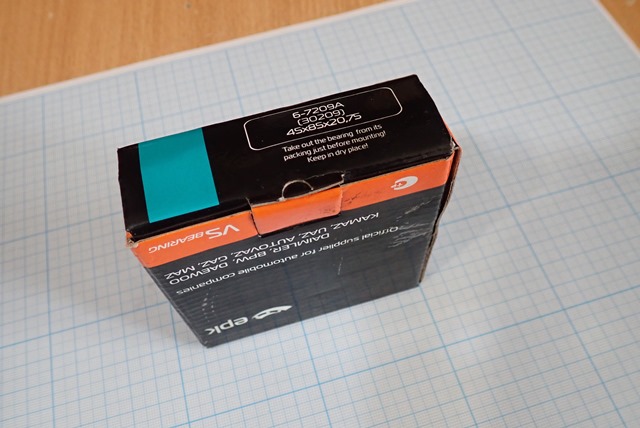 6-7209A
(30209)
45x85x20,75
Take out the bearing from its
packing just before mounting!
Keep in dry place!
VS BEARING
epk
Official supplier for automobile companies
DAIMLER, BPW, DAEWOO
KAMAZ, UAZ, AUTOVAZ, GAZ, MAZ